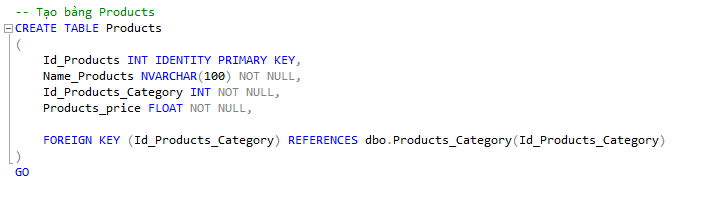 -- Tạo bảng Products
CREATE TABLE Products
(
Id_Products INT IDENTITY PRIMARY KEY,
Name_Products NVARCHAR(100) NOT NULL,
Id_Products_Category INT NOT NULL,
Products_price FLOAT NOT NULL,
FOREIGN KEY (Id_Products_Category) REFERENCES dbo.Products_Category(Id_Products_Category)
)
GO